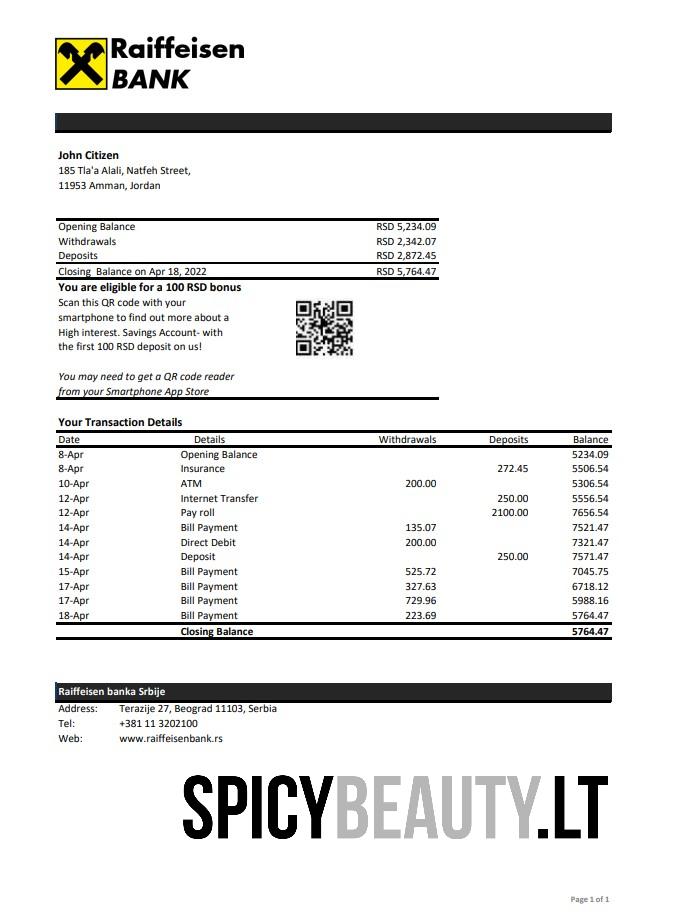 Raiffeisen
BANK
John Citizen
185 Tla'a Alali, Natfeh Street,
11953 Amman, Jordan
Opening Balance RSD 5,234.09
Withdrawals RSD 2,342.07
Deposits RSD 2,872.45
Closing Balance on Apr 18, 2022 RSD 5,764.47
You are eligible for a 100 RSD bonus
Scan this QR code with your
smartphone to find out more about a
High interest. Savings Account- with
the first 100 RSD deposit on us!
You may need to get a QR code reader
from your Smartphone App Store
Your Transaction Details
Date Details Withdrawals Deposits Balance
8-Apr Opening Balance 5234.09
8-Apr Insurance 272.45 5506.54
10-Apr ATM 200.00 5306.54
12-Apr Internet Transfer 250.00 5556.54
12-Apr Pay roll 2100.00 7656.54
14-Apr Bill Payment 135.07 7521.47
14-Apr Direct Debit 200.00 7321.47
14-Apr Deposit 250.00 7571.47
15-Apr Bill Payment 525.72 7045.75
17-Apr Bill Payment 327.63 6718.12
17-Apr Bill Payment 729.96 5988.16
18-Apr Bill Payment 223.69 5764.47
Closing Balance 5764.47
Raiffeisen banka Srbije
Address: Terazije 27, Beograd 11103, Serbia
Tel: +381 11 3202100
Web: www.raiffeisenbank.rs
SPICYBEAUTY.LT
Page 1 of 1